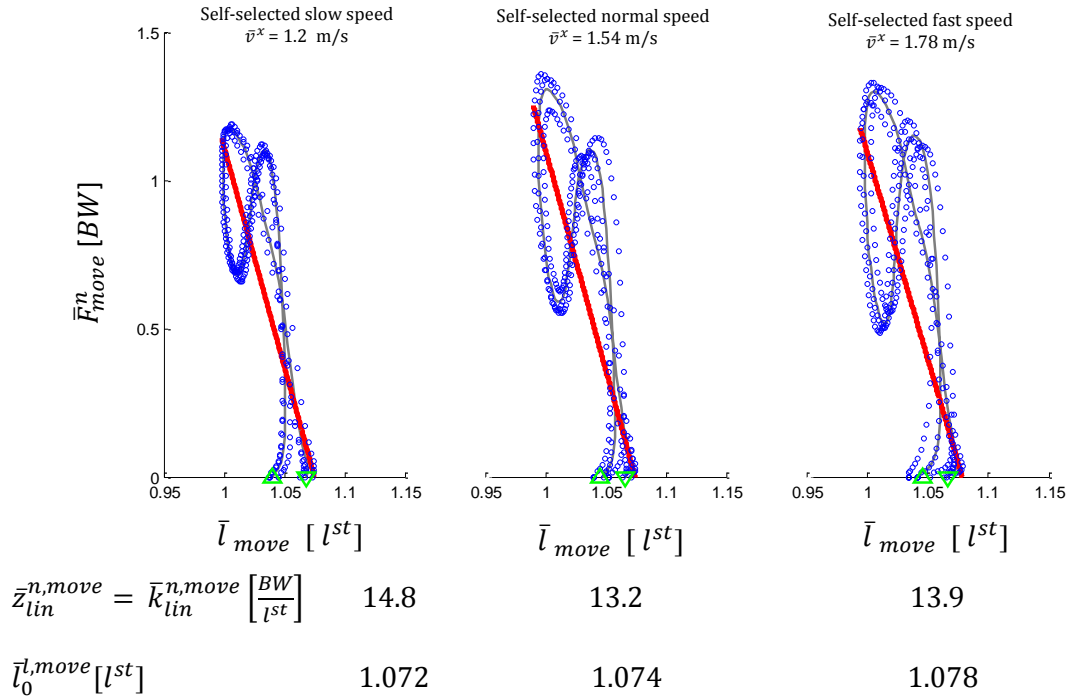 Self-selected slow speed
v̄ˣ = 1.2 m/s
Self-selected normal speed
v̄ˣ = 1.54 m/s
Self-selected fast speed
v̄ˣ = 1.78 m/s
1.5
1
0.5
0
F̄ⁿ_move [BW]
0.95 1 1.05 1.1 1.15
0.95 1 1.05 1.1 1.15
0.95 1 1.05 1.1 1.15
l̄ move [ l^st]
l̄ move [ l^st]
l̄ move [ l^st]
z̄_lin^n,move = k̄_lin^n,move [BW/l^st] 14.8 13.2 13.9
l̄_0^l,move [l^st] 1.072 1.074 1.078